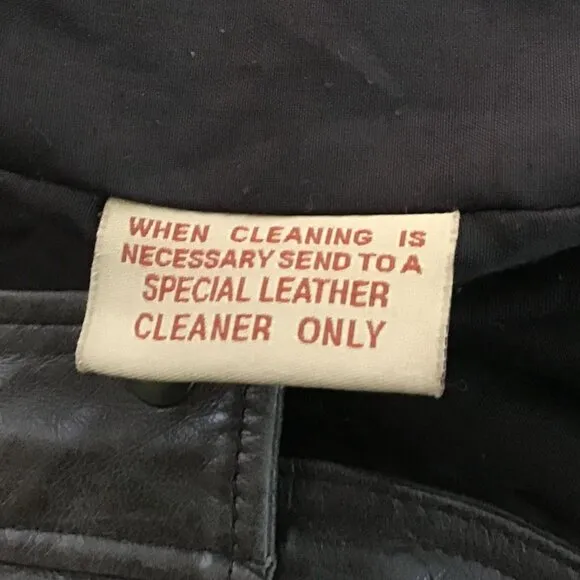 WHEN CLEANING IS
NECESSARY SEND TO A
SPECIAL LEATHER
CLEANER ONLY